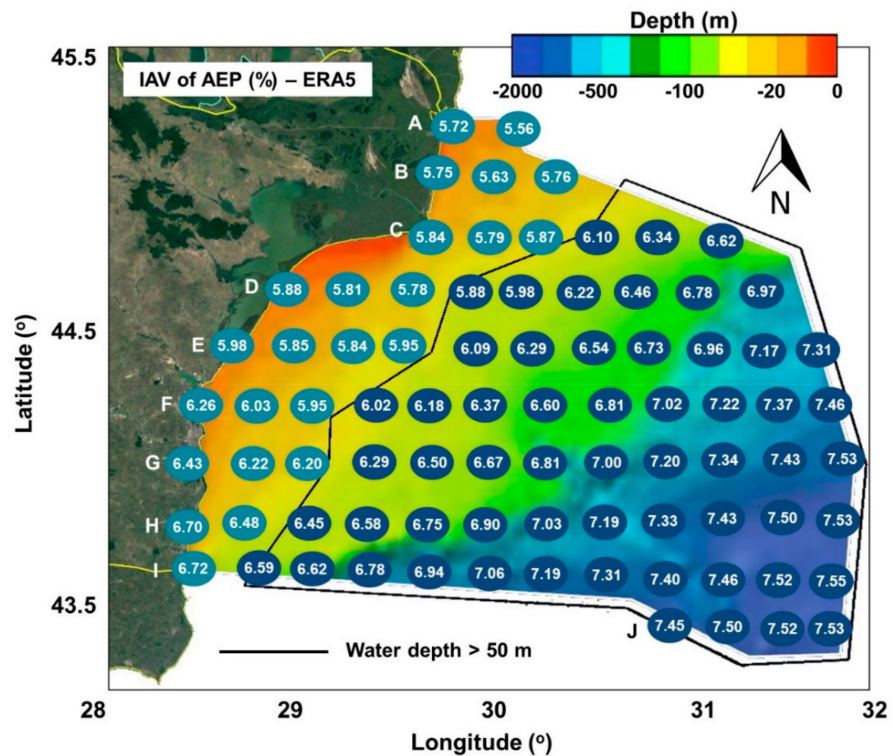 Depth (m)
-2000 -500 -100 -20 0
45.5
IAV of AEP (%) – ERA5
A 5.72 5.56
B 5.75 5.63 5.76
N
C 5.84 5.79 5.87 6.10 6.34 6.62
D 5.88 5.81 5.78 5.88 5.98 6.22 6.46 6.78 6.97
44.5
E 5.98 5.85 5.84 5.95 6.09 6.29 6.54 6.73 6.96 7.17 7.31
Latitude (o)
F 6.26 6.03 5.95 6.02 6.18 6.37 6.60 6.81 7.02 7.22 7.37 7.46
G 6.43 6.22 6.20 6.29 6.50 6.67 6.81 7.00 7.20 7.34 7.43 7.53
H 6.70 6.48 6.45 6.58 6.75 6.90 7.03 7.19 7.33 7.43 7.50 7.53
I 6.72 6.59 6.62 6.78 6.94 7.06 7.19 7.31 7.40 7.46 7.52 7.55
43.5
J 7.45 7.50 7.52 7.53
Water depth > 50 m
28 29 30 31 32
Longitude (o)